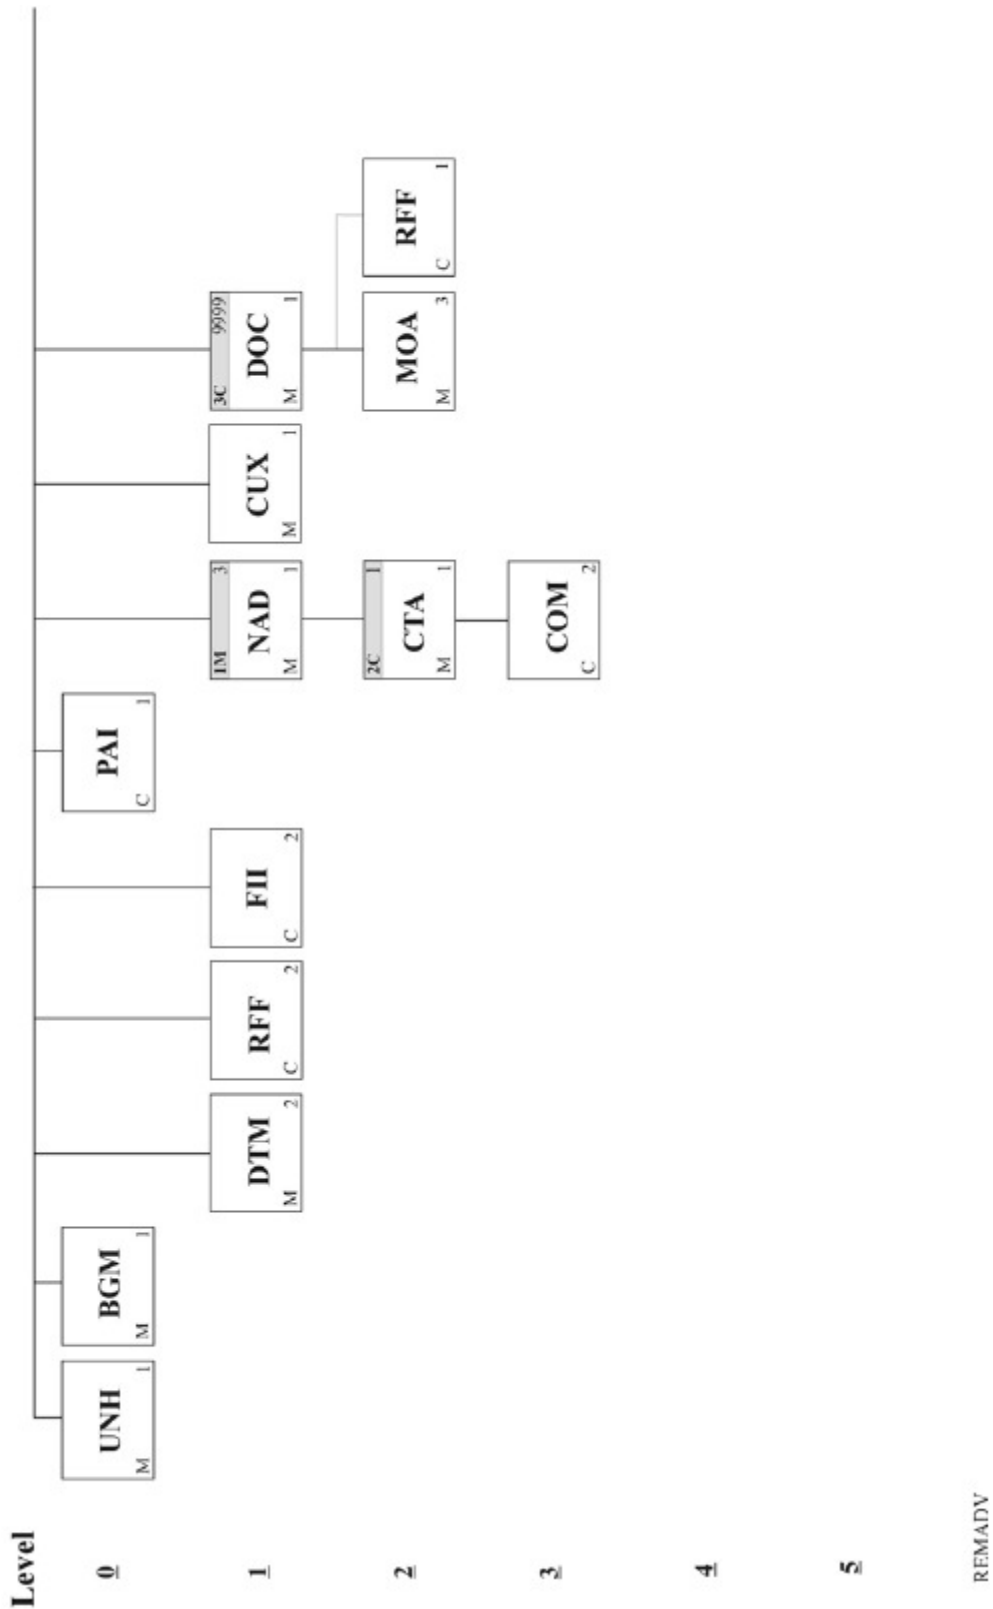 Level
0
UNH
M 1
BGM
M 1
PAI
C 1
1
DTM
M 2
RFF
C 2
FII
C 2
1M 3
NAD
M 1
CUX
M 1
3C 9999
DOC
M 1
2
2C 1
CTA
M 1
MOA
M 3
RFF
C 1
3
COM
C 2
4
5
REMADV